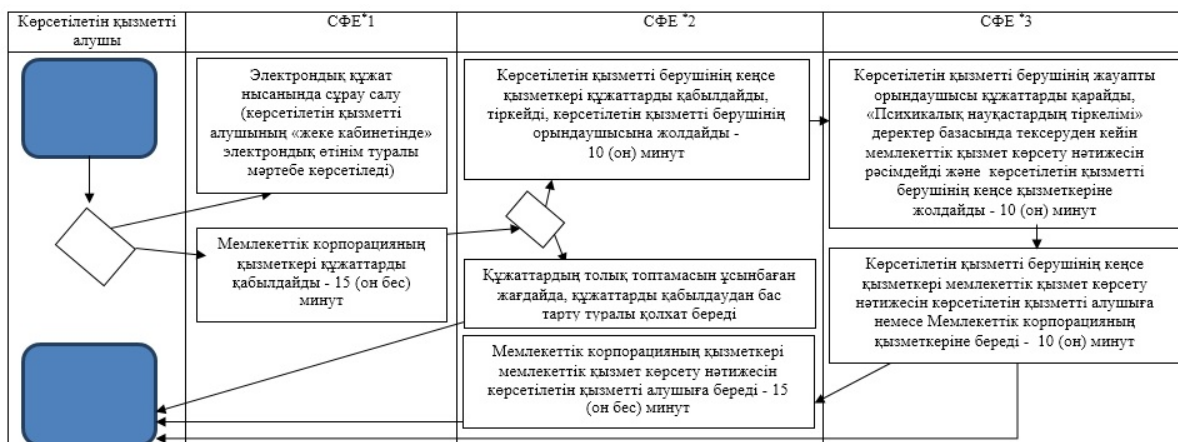 Көрсетілетін қызметті
алушы
СФЕ*1
СФЕ *2
СФЕ *3
Электрондық құжат
нысанында сұрау салу
(көрсетілетін қызметті
алушының «жеке кабинетінде»
электрондық өтінім туралы
мәртебе көрсетіледі)
Мемлекеттік корпорацияның
қызметкері құжаттарды
қабылдайды - 15 (он бес)
минут
Көрсетілетін қызметті берушінің кеңсе
қызметкері құжаттарды қабылдайды,
тіркейді, көрсетілетін қызметті берушінің
орындаушысына жолдайды -
10 (он) минут
Құжаттардың толық топтамасын ұсынбаған
жағдайда, құжаттарды қабылдаудан бас
тарту туралы қолхат береді
Мемлекеттік корпорацияның қызметкері
мемлекеттік қызмет көрсету нәтижесін
көрсетілетін қызметті алушыға береді - 15
(он бес) минут
Көрсетілетін қызметті берушінің жауапты
орындаушысы құжаттарды қарайды,
«Психикалық науқастардың тіркелімі»
деректер базасында тексеруден кейін
мемлекеттік қызмет көрсету нәтижесін
рәсімдейді және көрсетілетін қызметті
берушінің кеңсе қызметкеріне
жолдайды - 10 (он) минут
Көрсетілетін қызметті берушінің кеңсе
қызметкері мемлекеттік қызмет көрсету
нәтижесін көрсетілетін қызметті алушыға
немесе Мемлекеттік корпорацияның
қызметкеріне береді - 10 (он) минут